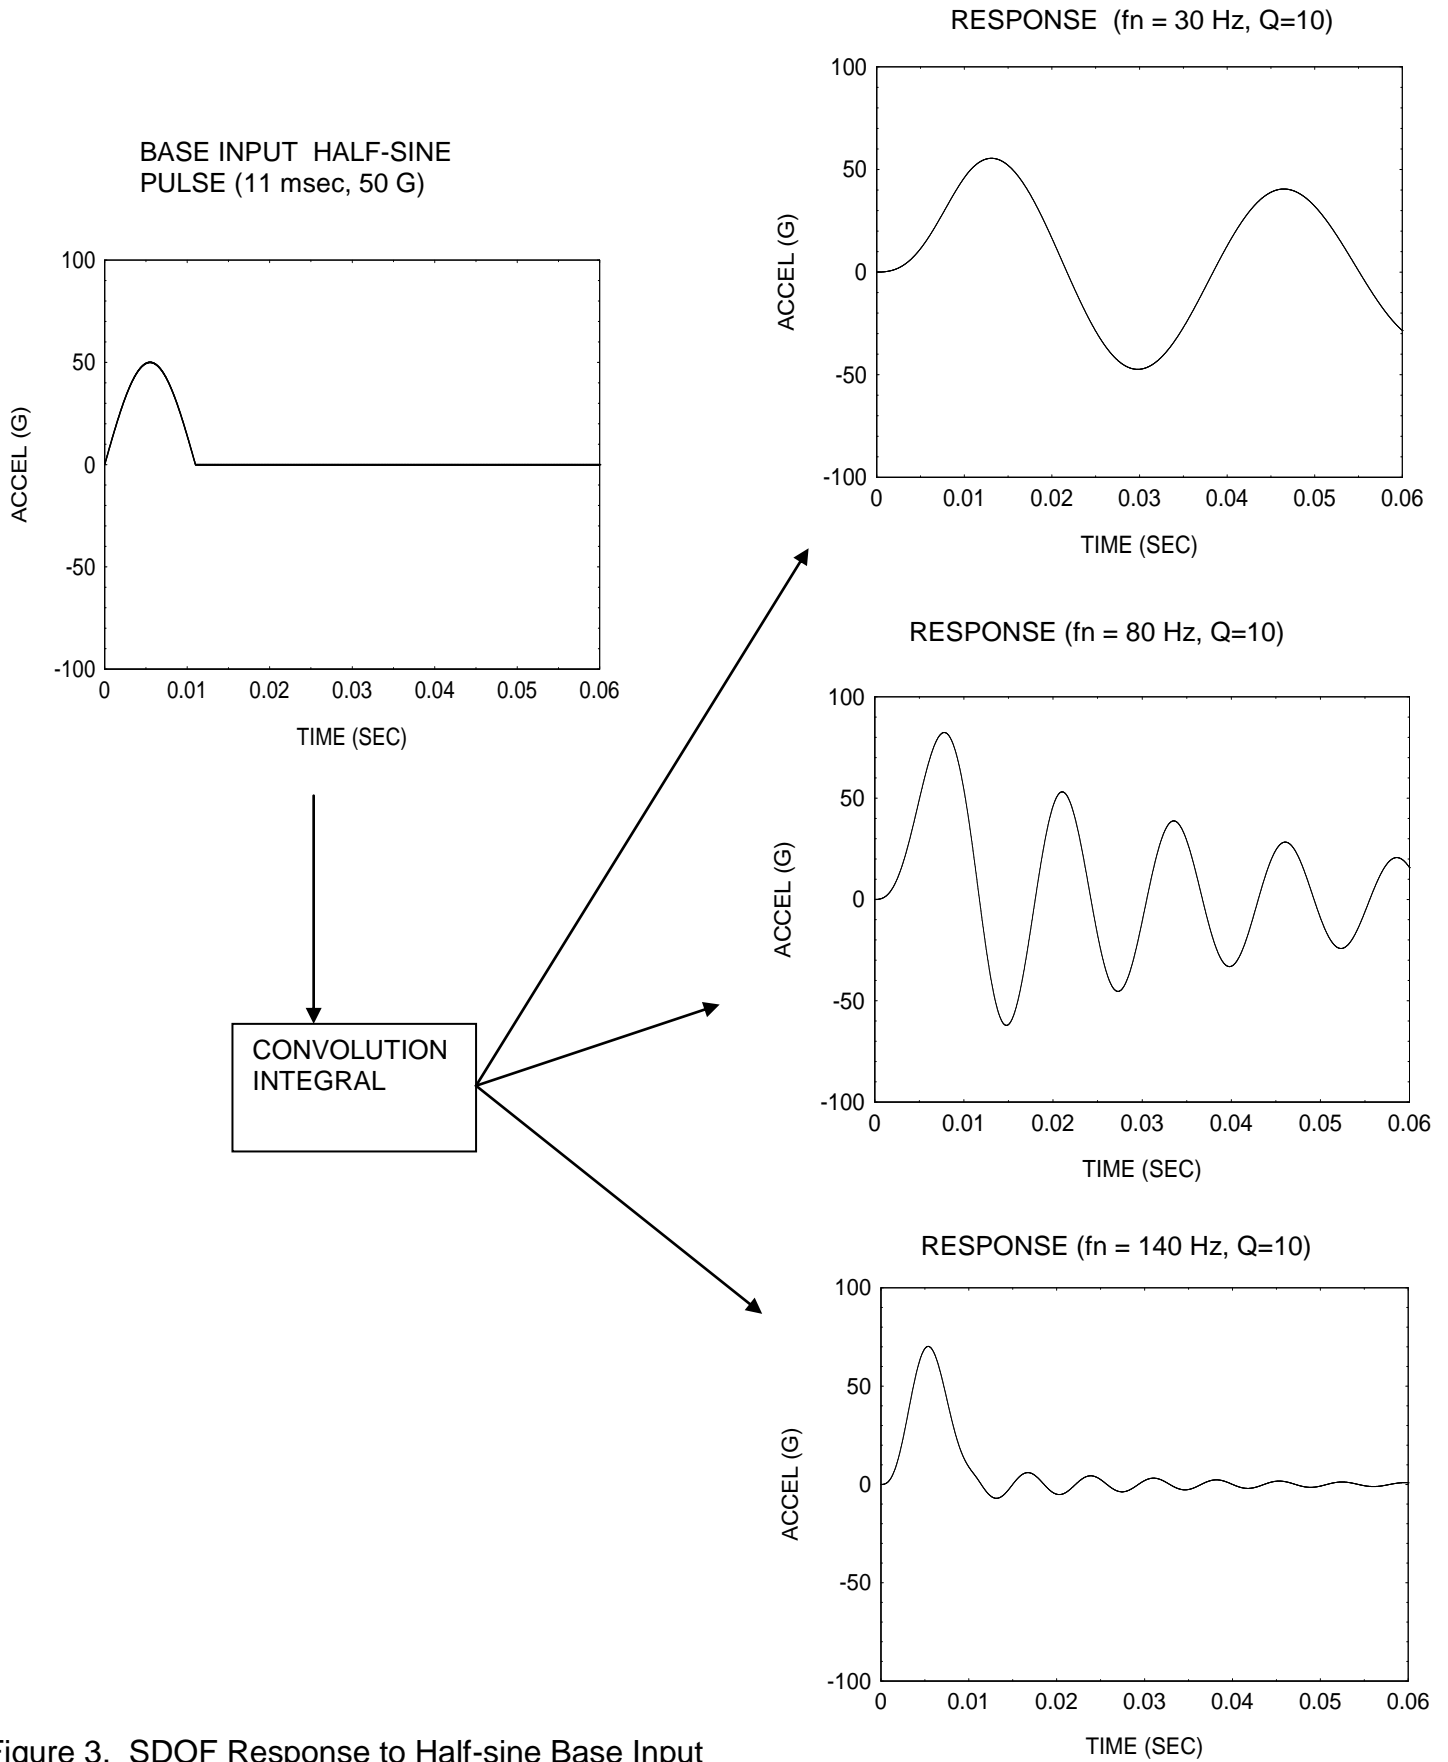 RESPONSE (fn = 30 Hz, Q=10)
100
50
0
-50
-100
ACCEL (G)
0 0.01 0.02 0.03 0.04 0.05 0.06
TIME (SEC)
BASE INPUT HALF-SINE
PULSE (11 msec, 50 G)
100
50
0
-50
-100
ACCEL (G)
0 0.01 0.02 0.03 0.04 0.05 0.06
TIME (SEC)
CONVOLUTION
INTEGRAL
RESPONSE (fn = 80 Hz, Q=10)
100
50
0
-50
-100
ACCEL (G)
0 0.01 0.02 0.03 0.04 0.05 0.06
TIME (SEC)
RESPONSE (fn = 140 Hz, Q=10)
100
50
0
-50
-100
ACCEL (G)
0 0.01 0.02 0.03 0.04 0.05 0.06
TIME (SEC)
Figure 3. SDOF Response to Half-sine Base Input